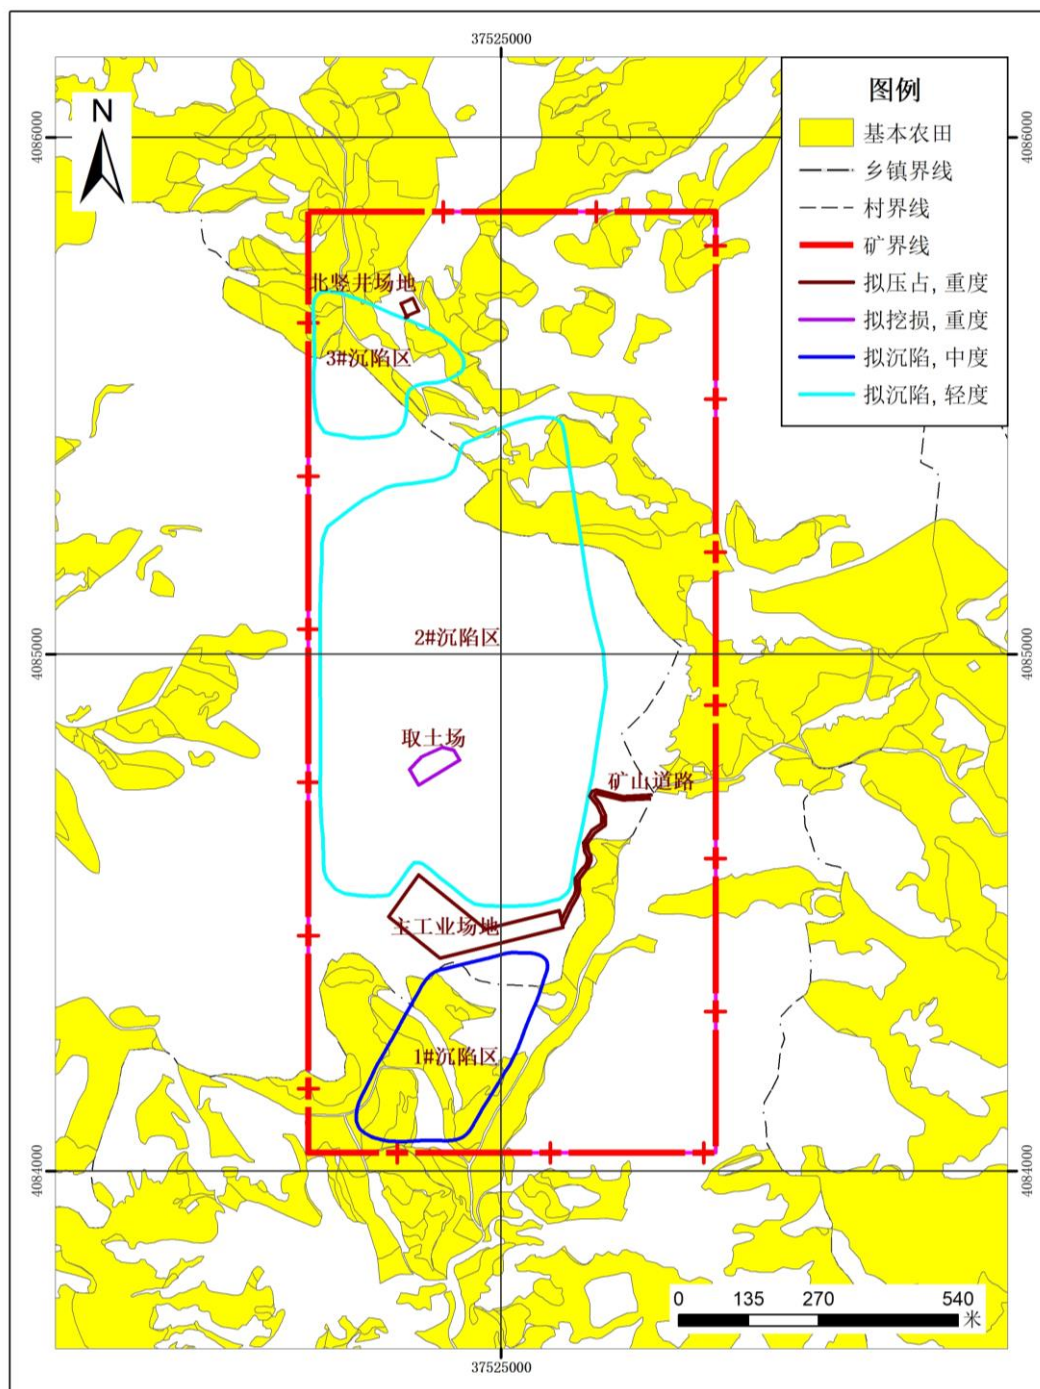 37525000
N
图例
基本农田
乡镇界线
村界线
矿界线
拟压占, 重度
拟挖损, 重度
拟沉陷, 中度
拟沉陷, 轻度
4086000
4086000
北竖井场地
3#沉陷区
2#沉陷区
4085000
4085000
取土场
矿山道路
主工业场地
1#沉陷区
4084000
4084000
0 135 270 540
米
37525000